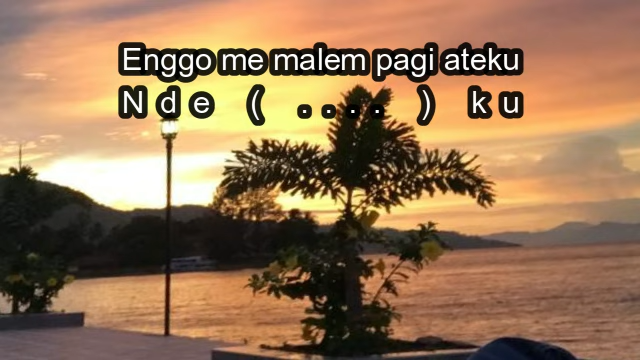 Enggo me malem pagi ateku
N d e ( . . . . ) k u